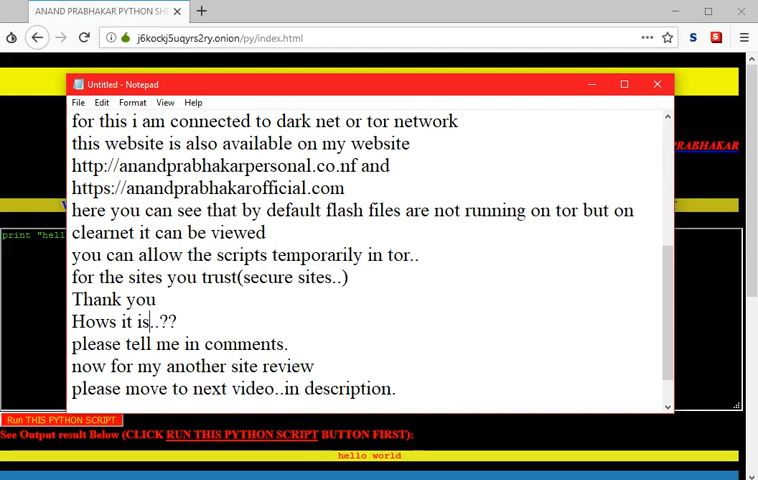 ANAND PRABHAKAR PYTHON SHE
j6kockj5uqyrs2ry.onion/py/index.html
Untitled - Notepad
File Edit Format View Help
for this i am connected to dark net or tor network
this website is also available on my website
http://anandprabhakarpersonal.co.nf and
https://anandprabhakarofficial.com
here you can see that by default flash files are not running on tor but on
clearnet it can be viewed
you can allow the scripts temporarily in tor..
for the sites you trust(secure sites..)
Thank you
Hows it is..??
please tell me in comments.
now for my another site review
please move to next video..in description.
PRABHAKAR
print "hell
Run THIS PYTHON SCRIPT
See Output result Below (CLICK RUN THIS PYTHON SCRIPT BUTTON FIRST):
hello world